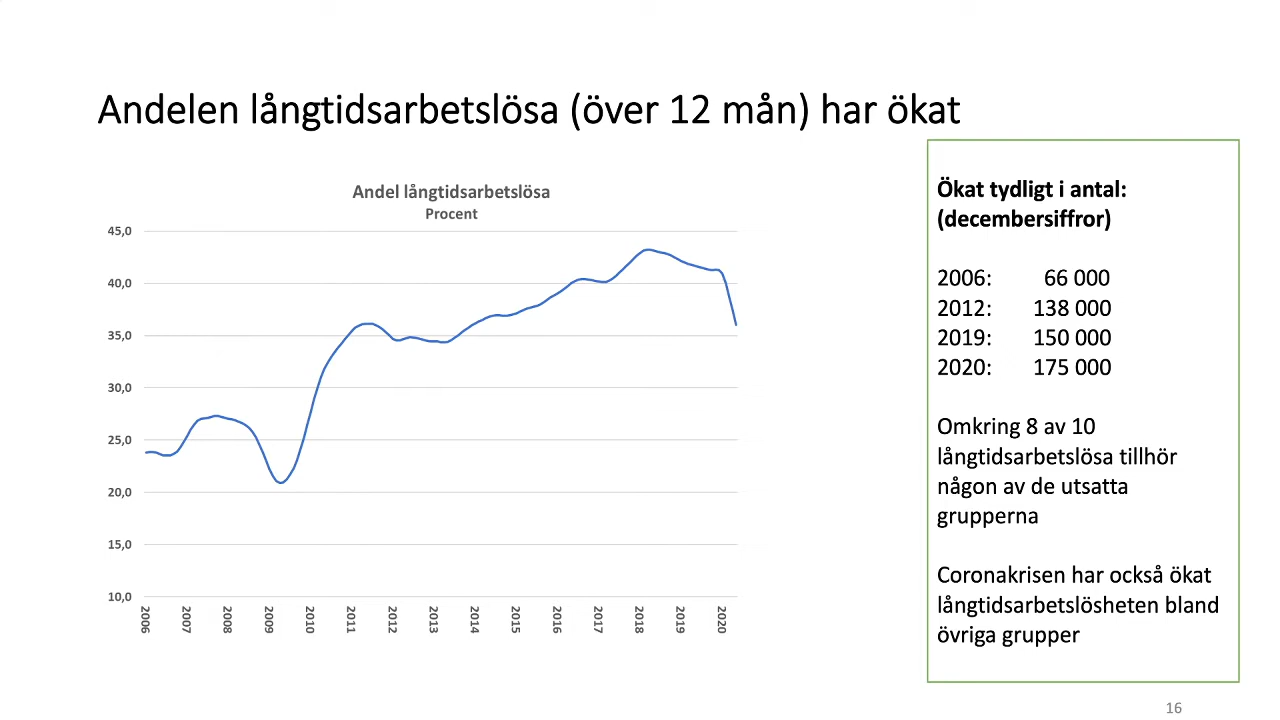 Andelen långtidsarbetslösa (över 12 mån) har ökat
Andel långtidsarbetslösa
Procent
45,0
40,0
35,0
30,0
25,0
20,0
15,0
10,0
2006
2007
2008
2009
2010
2011
2012
2013
2014
2015
2016
2017
2018
2019
2020
Ökat tydligt i antal:
(decembersiffror)
2006: 66 000
2012: 138 000
2019: 150 000
2020: 175 000
Omkring 8 av 10
långtidsarbetslösa tillhör
någon av de utsatta
grupperna
Coronakrisen har också ökat
långtidsarbetslösheten bland
övriga grupper
16